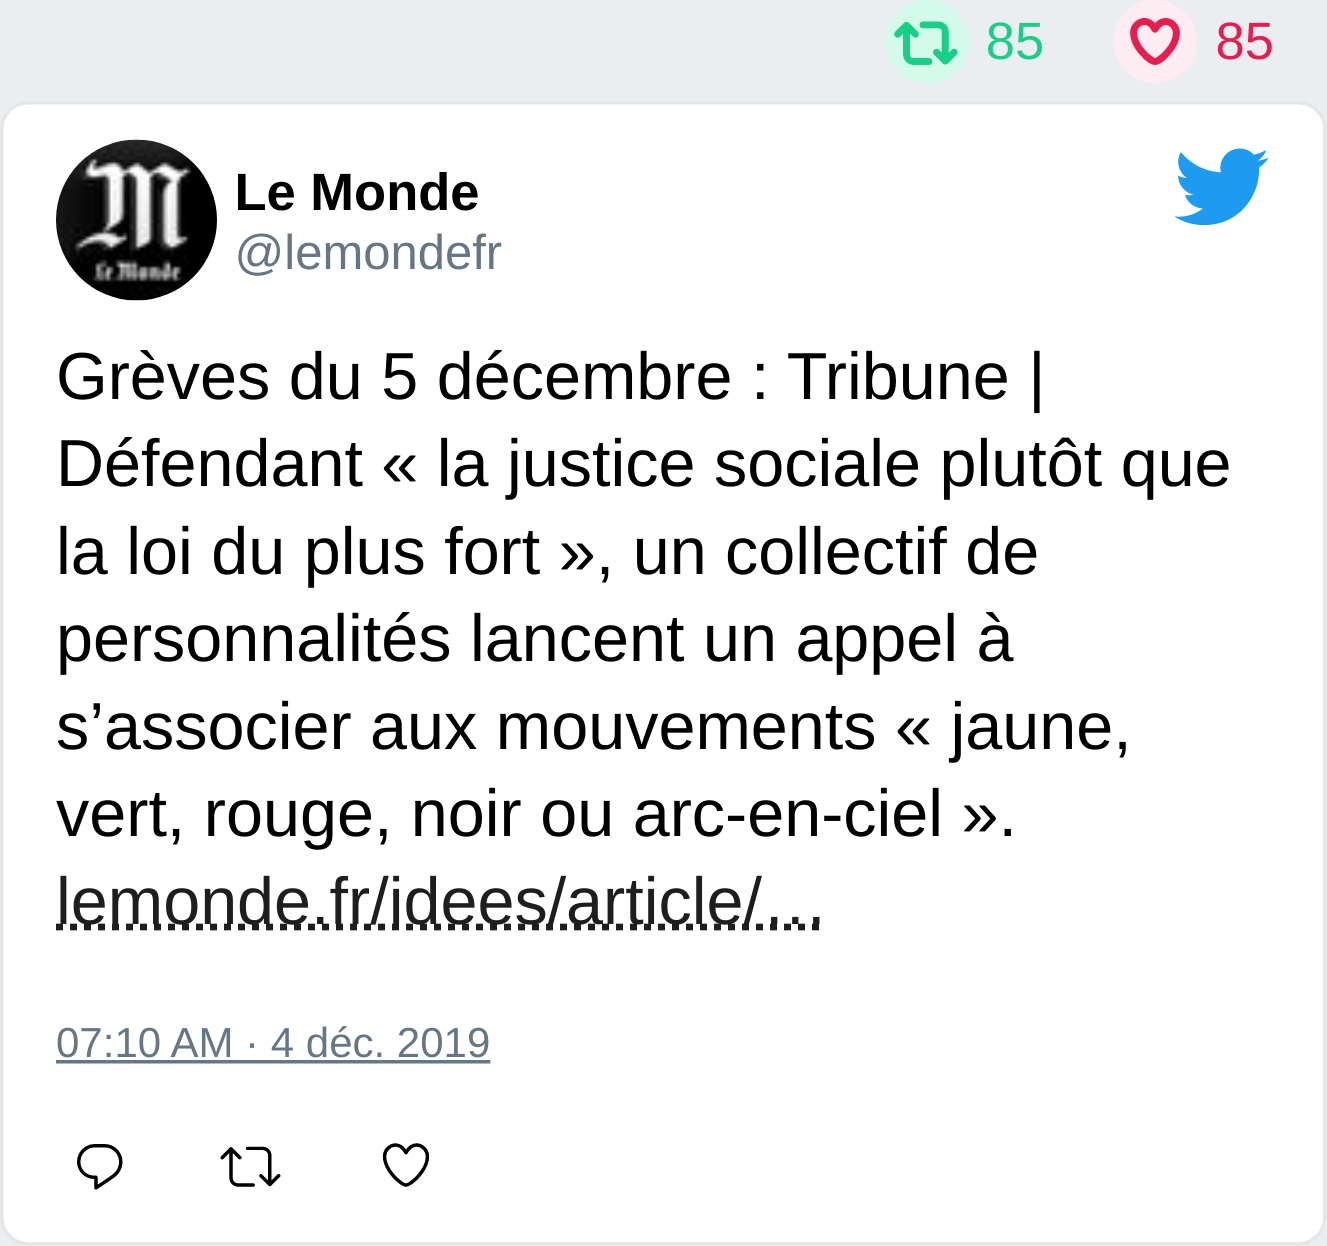 85 85
Le Monde
Le Monde
@lemondefr
Grèves du 5 décembre : Tribune |
Défendant « la justice sociale plutôt que
la loi du plus fort », un collectif de
personnalités lancent un appel à
s’associer aux mouvements « jaune,
vert, rouge, noir ou arc-en-ciel ».
lemonde.fr/idees/article/...
07:10 AM · 4 déc. 2019